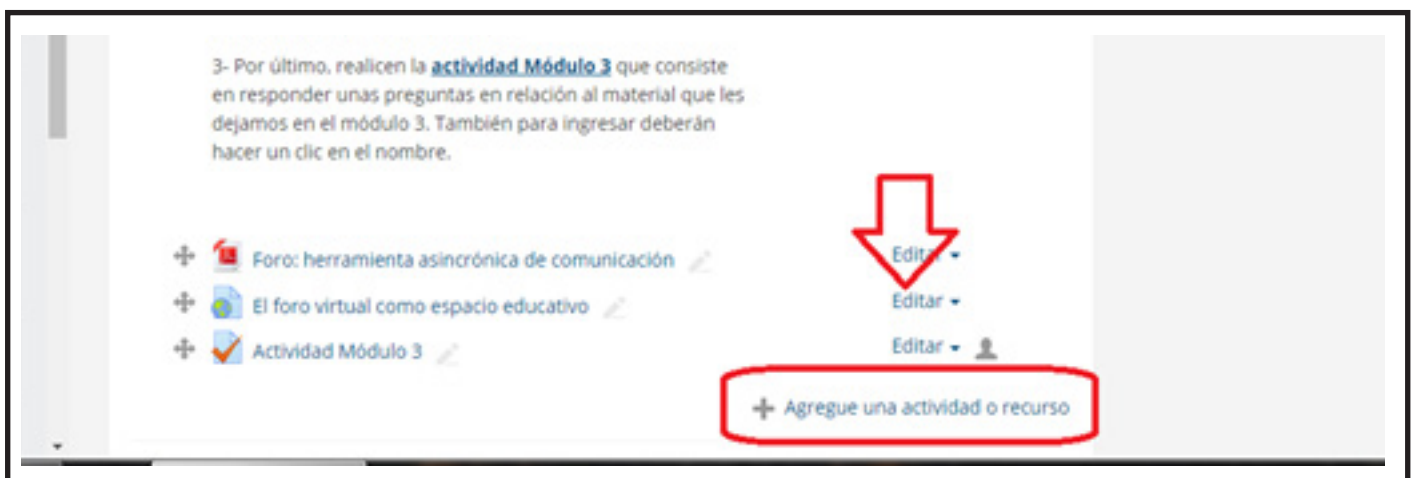 3- Por último, realicen la actividad Módulo 3 que consiste
en responder unas preguntas en relación al material que les
dejamos en el módulo 3. También para ingresar deberán
hacer un clic en el nombre.
Foro: herramienta asincrónica de comunicación Editar
El foro virtual como espacio educativo Editar
Actividad Módulo 3 Editar
Agregue una actividad o recurso